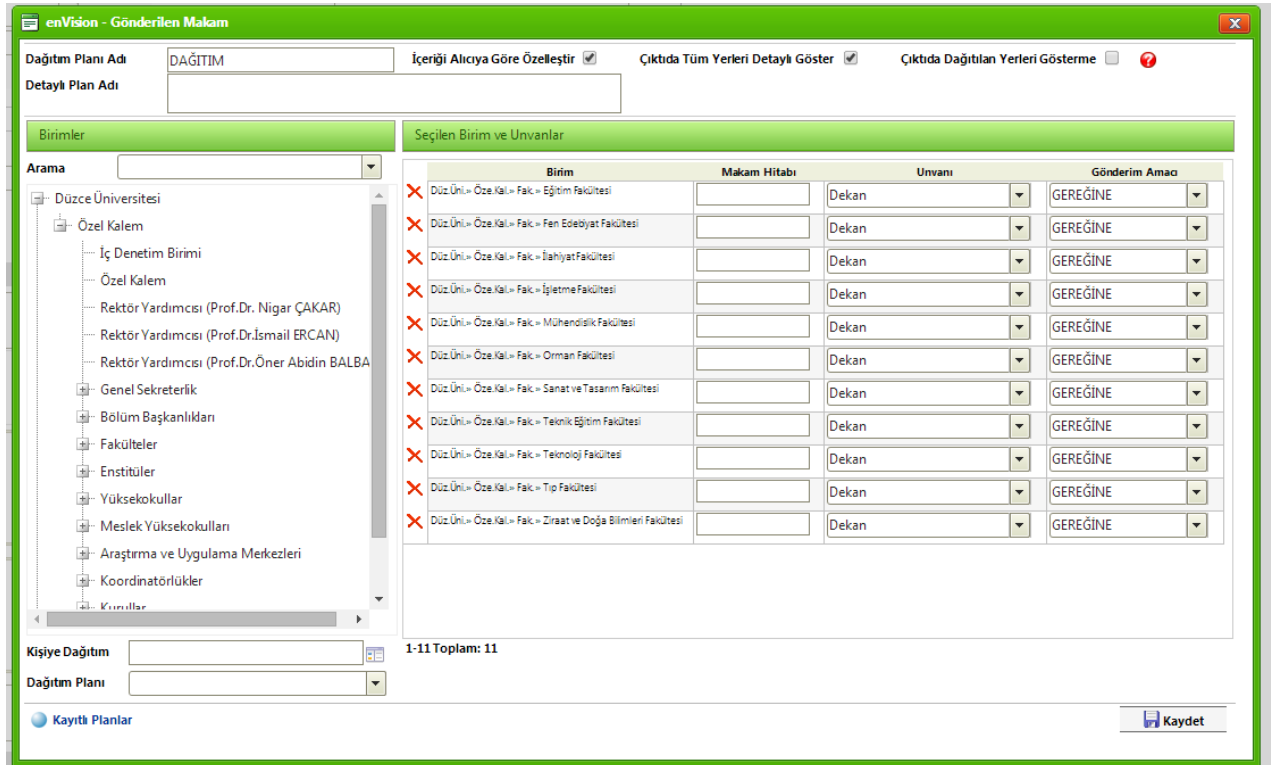 enVision - Gönderilen Makam
Dağıtım Planı Adı DAĞITIM İçeriği Alıcıya Göre Özelleştir Çıktıda Tüm Yerleri Detaylı Göster Çıktıda Dağıtılan Yerleri Gösterme
Detaylı Plan Adı
Birimler
Arama
Düzce Üniversitesi
Özel Kalem
İç Denetim Birimi
Özel Kalem
Rektör Yardımcısı (Prof.Dr. Nigar ÇAKAR)
Rektör Yardımcısı (Prof.Dr.İsmail ERCAN)
Rektör Yardımcısı (Prof.Dr.Öner Abidin BALBA
Genel Sekreterlik
Bölüm Başkanlıkları
Fakülteler
Enstitüler
Yüksekokullar
Meslek Yüksekokulları
Araştırma ve Uygulama Merkezleri
Koordinatörlükler
Kurullar
Kişiye Dağıtım
Dağıtım Planı
Seçilen Birim ve Unvanlar
Birim Makam Hitabı Unvanı Gönderim Amacı
Düz.Üni.» Öze.Kal.» Fak.» Eğitim Fakültesi Dekan GEREĞİNE
Düz.Üni.» Öze.Kal.» Fak.» Fen Edebiyat Fakültesi Dekan GEREĞİNE
Düz.Üni.» Öze.Kal.» Fak.» İlahiyat Fakültesi Dekan GEREĞİNE
Düz.Üni.» Öze.Kal.» Fak.» İşletme Fakültesi Dekan GEREĞİNE
Düz.Üni.» Öze.Kal.» Fak.» Mühendislik Fakültesi Dekan GEREĞİNE
Düz.Üni.» Öze.Kal.» Fak.» Orman Fakültesi Dekan GEREĞİNE
Düz.Üni.» Öze.Kal.» Fak.» Sanat ve Tasarım Fakültesi Dekan GEREĞİNE
Düz.Üni.» Öze.Kal.» Fak.» Teknik Eğitim Fakültesi Dekan GEREĞİNE
Düz.Üni.» Öze.Kal.» Fak.» Teknoloji Fakültesi Dekan GEREĞİNE
Düz.Üni.» Öze.Kal.» Fak.» Tıp Fakültesi Dekan GEREĞİNE
Düz.Üni.» Öze.Kal.» Fak.» Ziraat ve Doğa Bilimleri Fakültesi Dekan GEREĞİNE
1-11 Toplam: 11
Kayıtlı Planlar
Kaydet